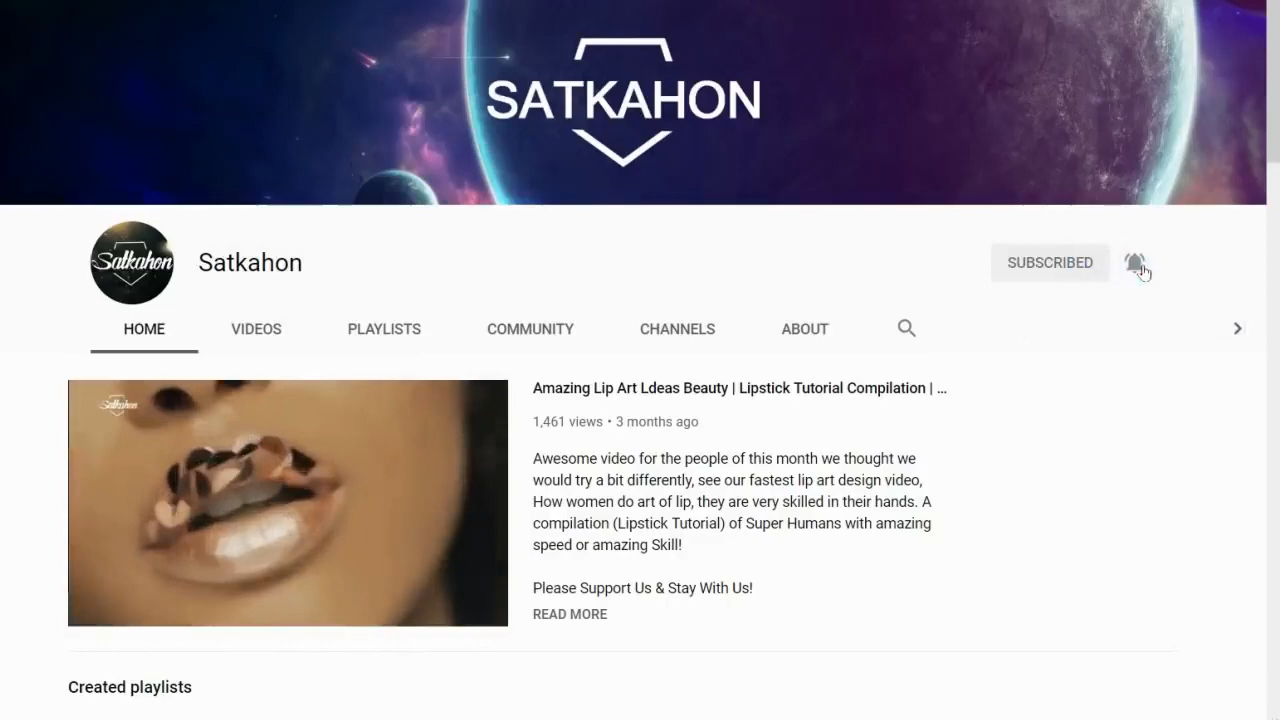 SATKAHON
Satkahon
Satkahon
SUBSCRIBED
HOME
VIDEOS
PLAYLISTS
COMMUNITY
CHANNELS
ABOUT
Satkahon
Amazing Lip Art Ldeas Beauty | Lipstick Tutorial Compilation | ...
1,461 views • 3 months ago
Awesome video for the people of this month we thought we
would try a bit differently, see our fastest lip art design video,
How women do art of lip, they are very skilled in their hands. A
compilation (Lipstick Tutorial) of Super Humans with amazing
speed or amazing Skill!
Please Support Us & Stay With Us!
READ MORE
Created playlists